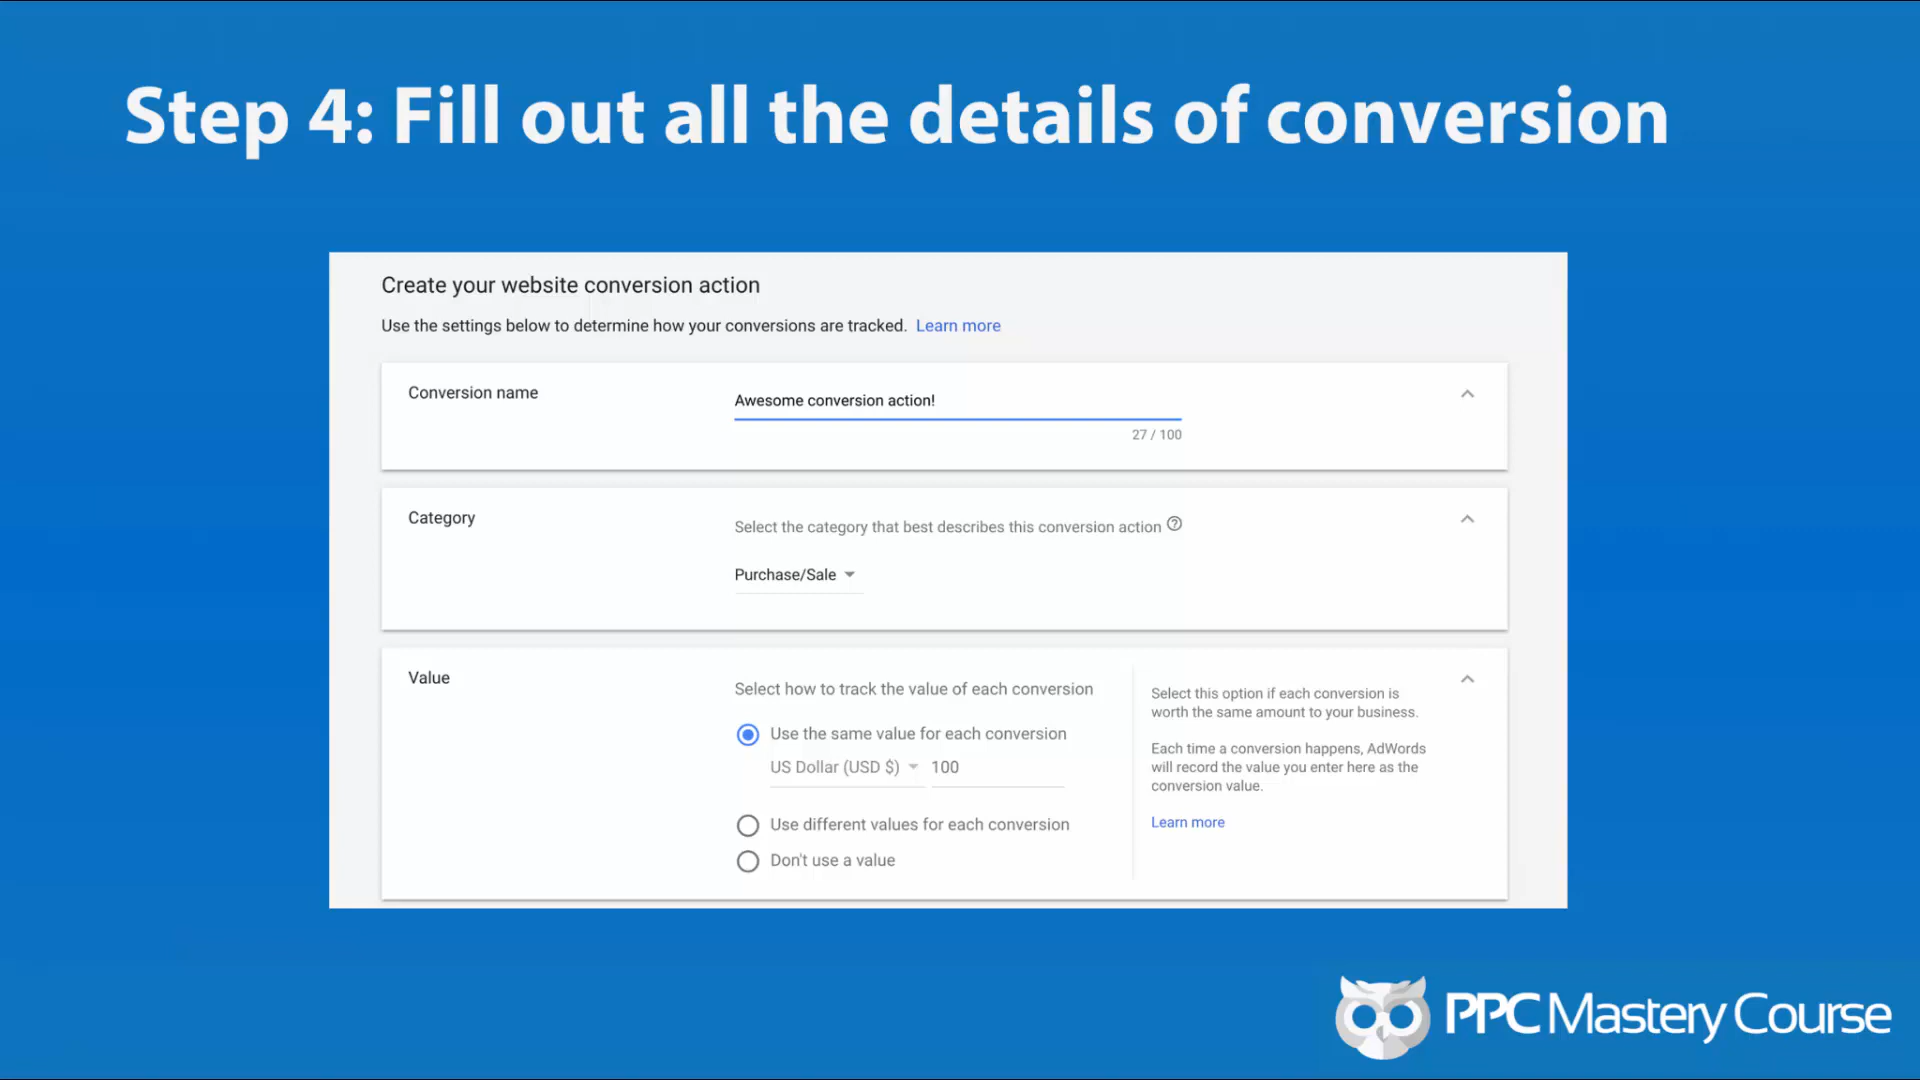 Step 4: Fill out all the details of conversion
Create your website conversion action
Use the settings below to determine how your conversions are tracked. Learn more
Conversion name
Awesome conversion action!
27 / 100
Category
Select the category that best describes this conversion action
Purchase/Sale
Value
Select how to track the value of each conversion
Use the same value for each conversion
US Dollar (USD $) 100
Use different values for each conversion
Don't use a value
Select this option if each conversion is
worth the same amount to your business.
Each time a conversion happens, AdWords
will record the value you enter here as the
conversion value.
Learn more
PPC Mastery Course